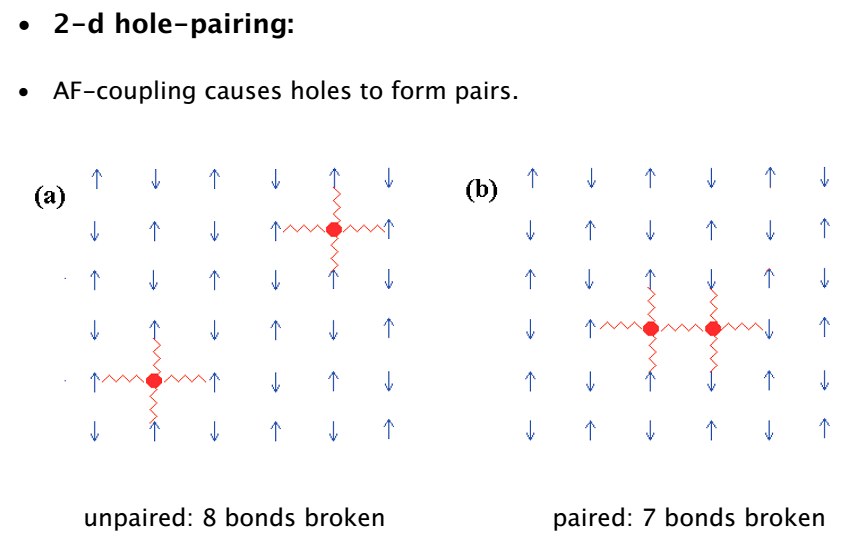 • 2-d hole-pairing:
• AF-coupling causes holes to form pairs.
(a)
(b)
unpaired: 8 bonds broken
paired: 7 bonds broken